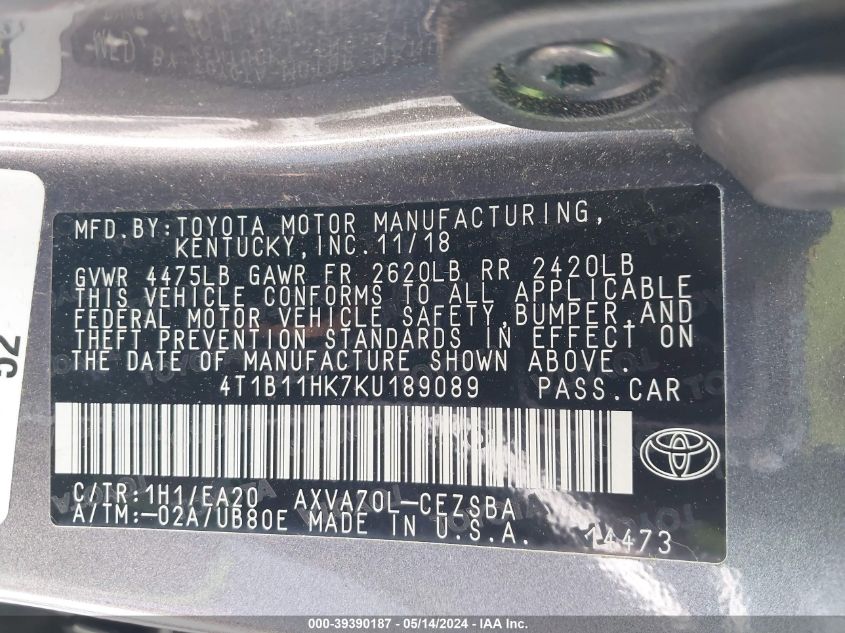 MFD.BY:TOYOTA MOTOR MANUFACTURING,
KENTUCKY,INC.11/18
GVWR 4475LB GAWR FR 2620LB RR 2420LB
THIS VEHICLE CONFORMS TO ALL APPLICABLE
FEDERAL MOTOR VEHICLE SAFETY,BUMPER,AND
THEFT PREVENTION STANDARDS IN EFFECT ON
THE DATE OF MANUFACTURE SHOWN ABOVE.
4T1B11HK7KU189089 PASS.CAR
C/TR:1H1/EA20 AXVA70L-CEZSBA
A/TM:-02A/UB80E MADE IN U.S.A. 14473
52
000-39390187 - 05/14/2024 - IAA Inc.